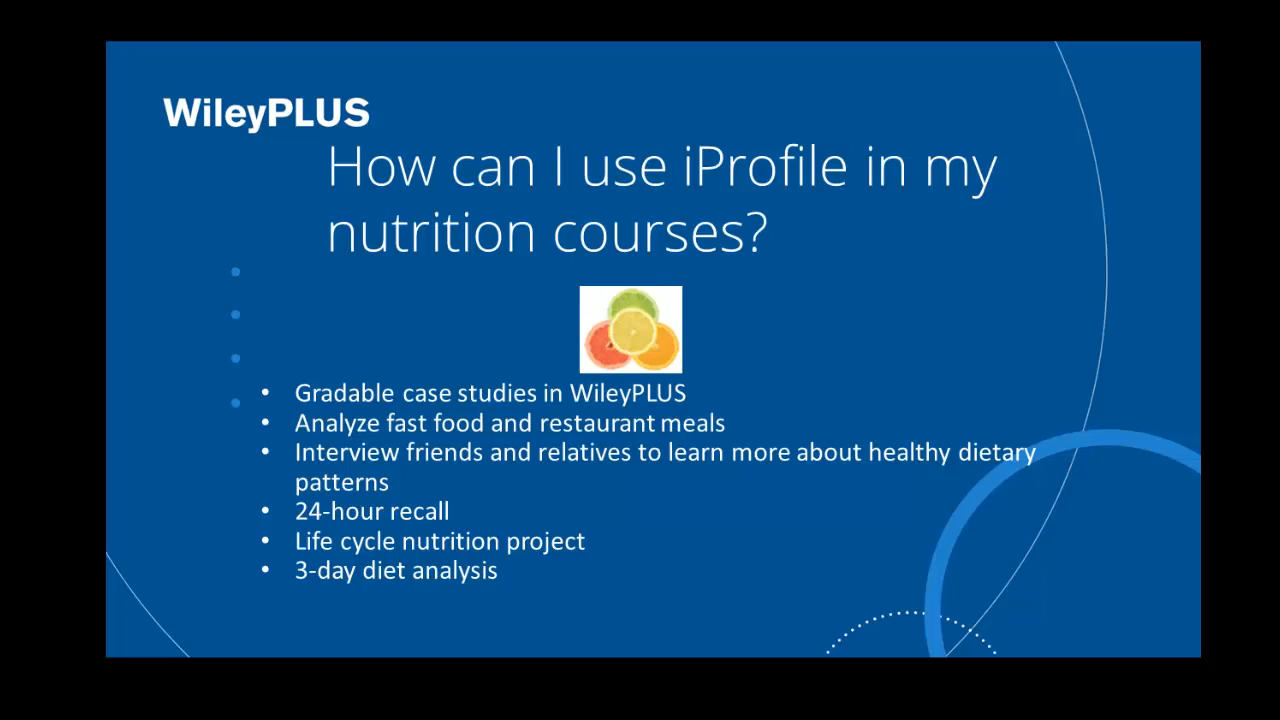 WileyPLUS
How can I use iProfile in my
nutrition courses?
• Gradable case studies in WileyPLUS
• Analyze fast food and restaurant meals
• Interview friends and relatives to learn more about healthy dietary
patterns
• 24-hour recall
• Life cycle nutrition project
• 3-day diet analysis